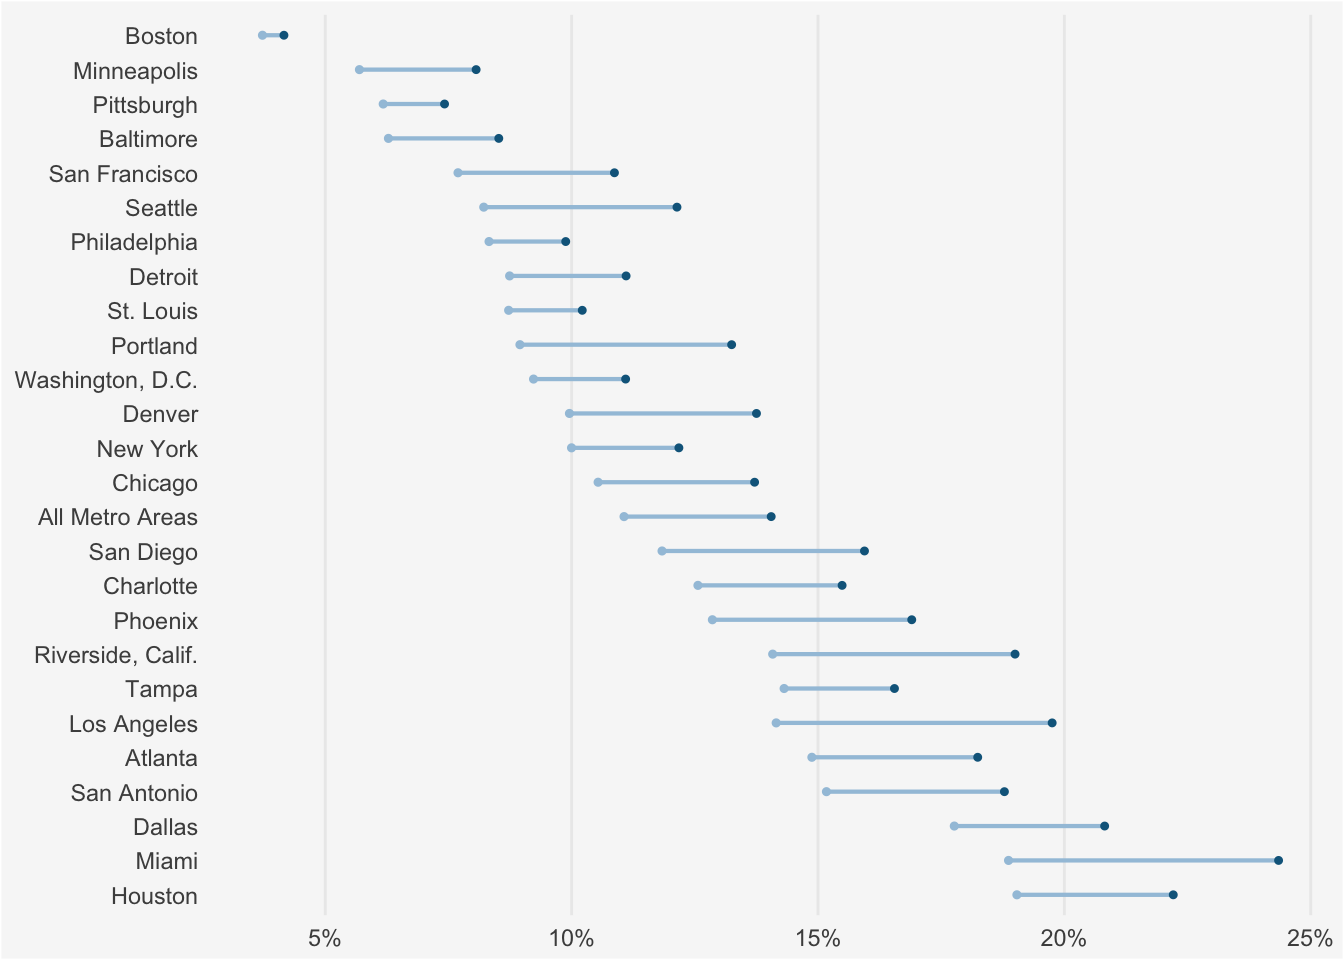 Boston
Minneapolis
Pittsburgh
Baltimore
San Francisco
Seattle
Philadelphia
Detroit
St. Louis
Portland
Washington, D.C.
Denver
New York
Chicago
All Metro Areas
San Diego
Charlotte
Phoenix
Riverside, Calif.
Tampa
Los Angeles
Atlanta
San Antonio
Dallas
Miami
Houston
5% 10% 15% 20% 25%